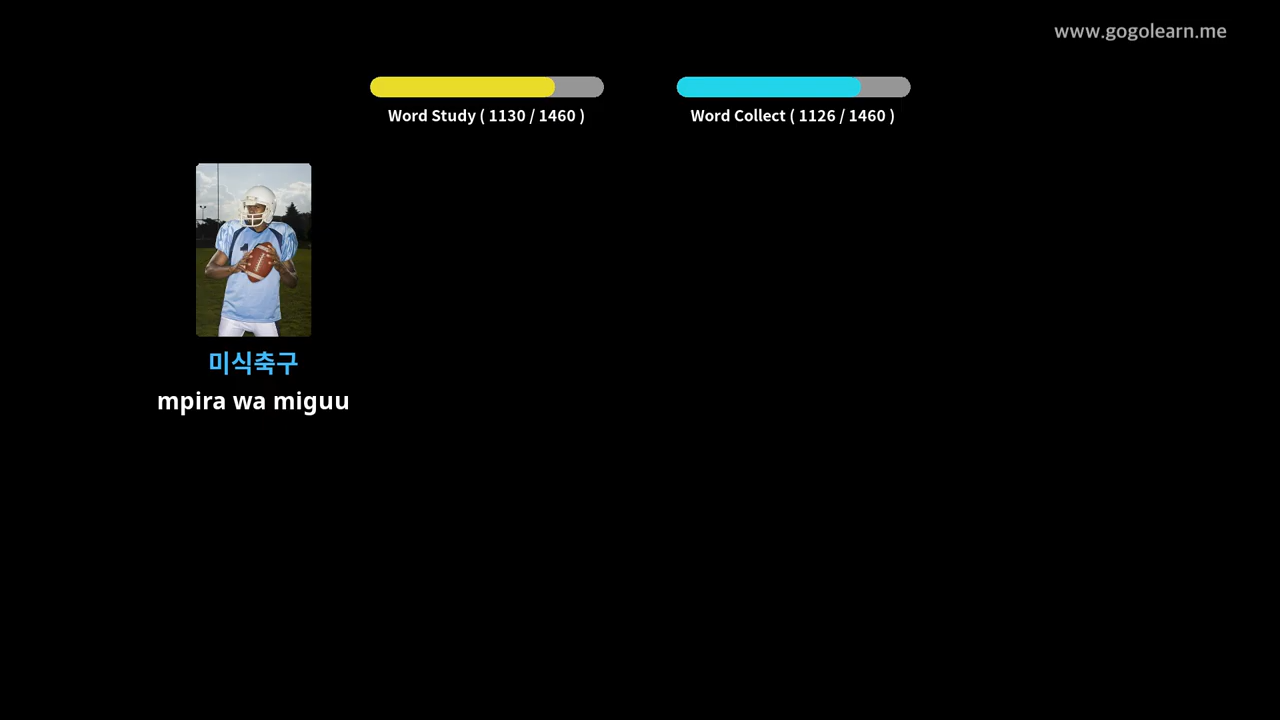 www.gogolearn.me
Word Study ( 1130 / 1460 )
Word Collect ( 1126 / 1460 )
미식축구
mpira wa miguu